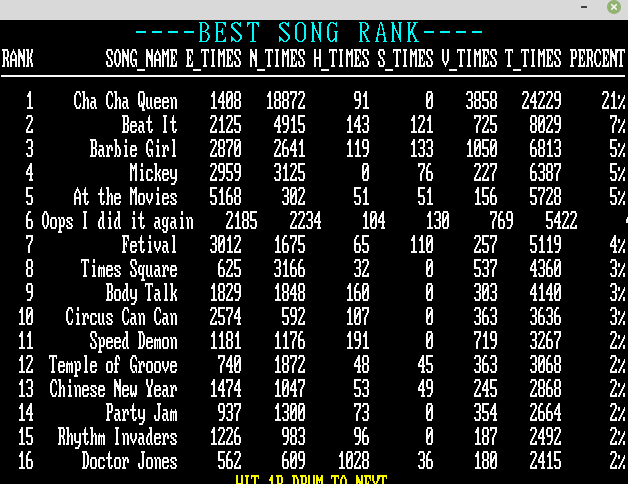 ----BEST SONG RANK----
RANK SONG_NAME E_TIMES N_TIMES H_TIMES S_TIMES V_TIMES T_TIMES PERCENT
1 Cha Cha Queen 1408 18872 91 0 3858 24229 21%
2 Beat It 2125 4915 143 121 725 8029 7%
3 Barbie Girl 2870 2641 119 133 1050 6813 5%
4 Mickey 2959 3125 0 76 227 6387 5%
5 At the Movies 5168 302 51 51 156 5728 5%
6 Oops I did it again 2185 2234 104 130 769 5422
7 Fetival 3012 1675 65 110 257 5119 4%
8 Times Square 625 3166 32 0 537 4360 3%
9 Body Talk 1829 1848 160 0 303 4140 3%
10 Circus Can Can 2574 592 107 0 363 3636 3%
11 Speed Demon 1181 1176 191 0 719 3267 2%
12 Temple of Groove 740 1872 48 45 363 3068 2%
13 Chinese New Year 1474 1047 53 49 245 2868 2%
14 Party Jam 937 1300 73 0 354 2664 2%
15 Rhythm Invaders 1226 983 96 0 187 2492 2%
16 Doctor Jones 562 609 1028 36 180 2415 2%
HIT 1P DRUM TO NEXT